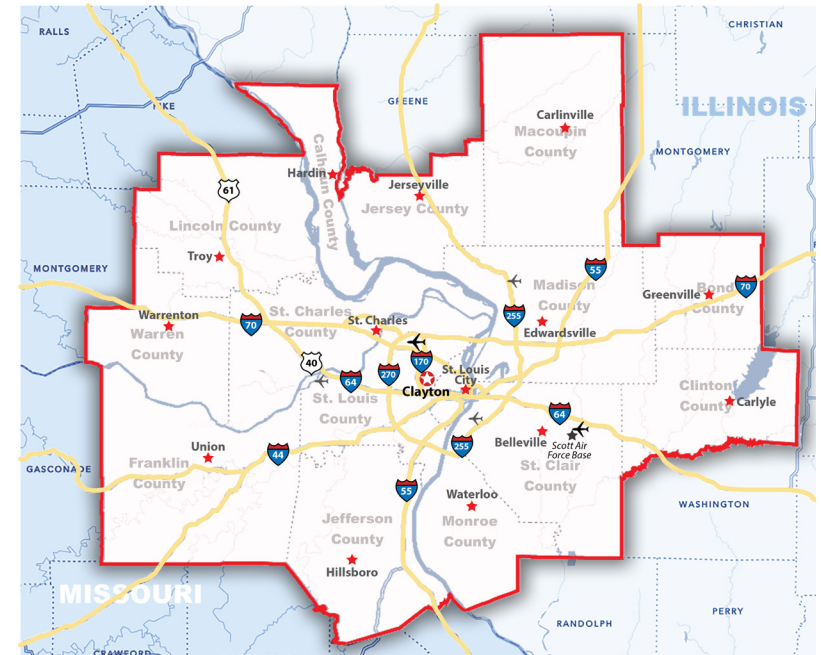 RALLS
CHRISTIAN
PIKE
GREENE
ILLINOIS
Carlinville
Macoupin
County
MONTGOMERY
Calhoun County
Hardin
Jerseyville
Jersey County
61
Lincoln County
Troy
MONTGOMERY
55
70
Madison
County
Greenville
Bond
County
255
Edwardsville
Warrenton
Warren
County
70
St. Charles
County
St. Charles
40
64
270
170
St. Louis
City
Clayton
St. Louis
County
Clinton
County
Carlyle
64
Belleville
Scott Air
Force Base
St. Clair
County
255
Union
44
Franklin
County
GASCONADE
55
Waterloo
Monroe
County
WASHINGTON
Jefferson
County
Hillsboro
MISSOURI
RANDOLPH
PERRY
CRAWFORD